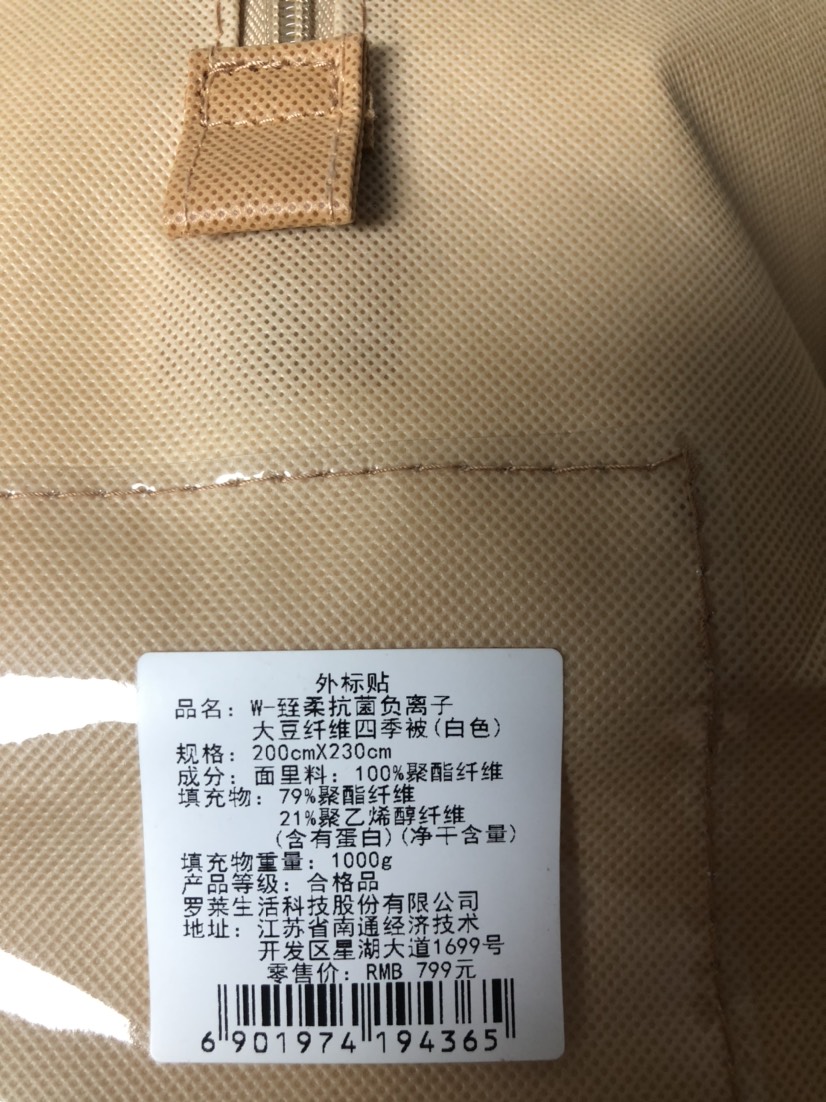 外标贴
品名：W-臸柔抗菌负离子
大豆纤维四季被(白色)
规格：200cmX230cm
成分：面里料：100%聚酯纤维
填充物：79%聚酯纤维
21%聚乙烯醇纤维
(含有蛋白)(净干含量)
填充物重量：1000g
产品等级：合格品
罗莱生活科技股份有限公司
地址：江苏省南通经济技术
开发区星湖大道1699号
零售价：RMB 799元
6 901974 194365